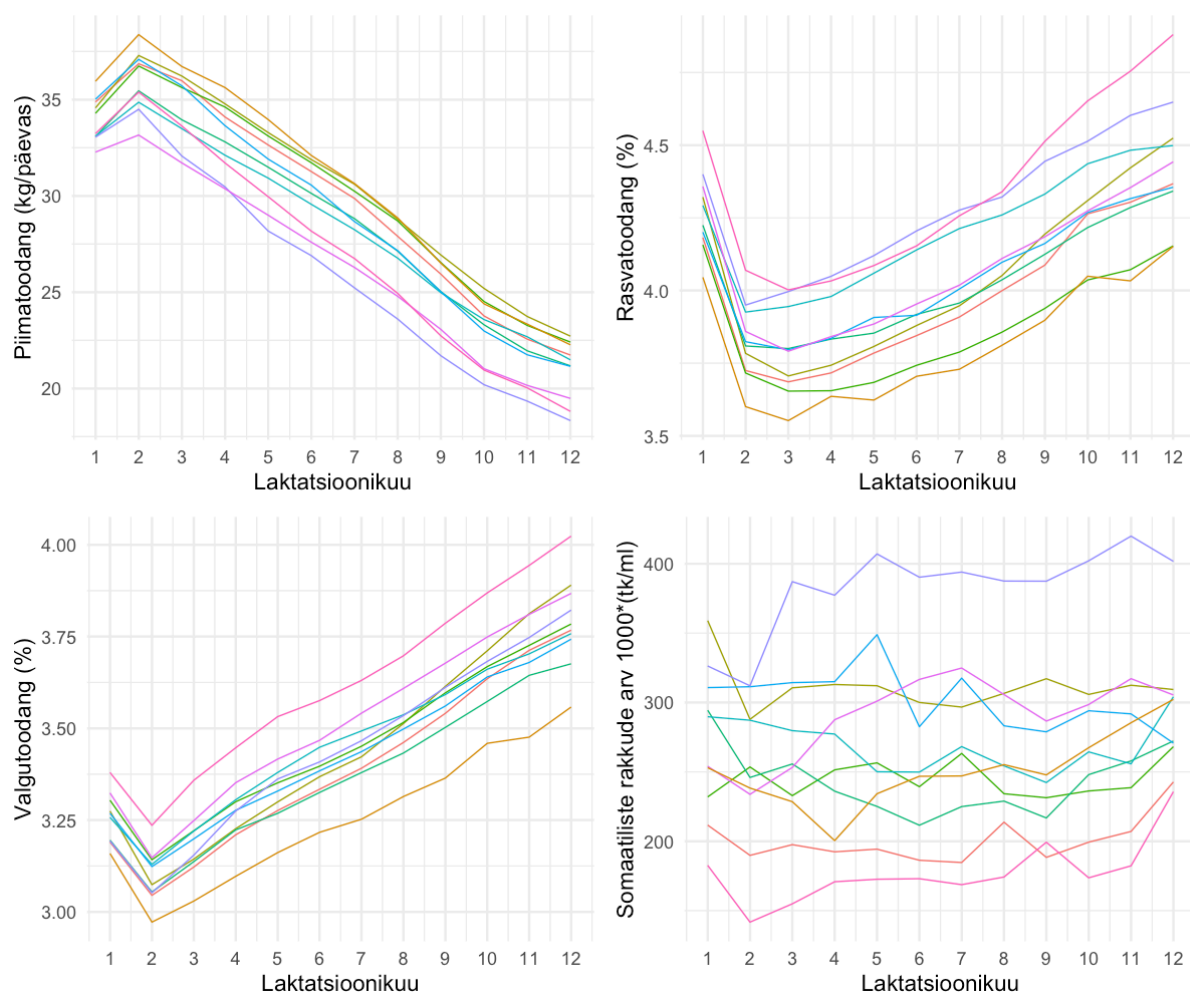 Piimatoodang (kg/päevas)
35
30
25
20
1 2 3 4 5 6 7 8 9 10 11 12
Laktatsioonikuu
Rasvatoodang (%)
4.5
4.0
3.5
1 2 3 4 5 6 7 8 9 10 11 12
Laktatsioonikuu
Valgutoodang (%)
4.00
3.75
3.50
3.25
3.00
1 2 3 4 5 6 7 8 9 10 11 12
Laktatsioonikuu
Somaatiliste rakkude arv 1000*(tk/ml)
400
300
200
1 2 3 4 5 6 7 8 9 10 11 12
Laktatsioonikuu